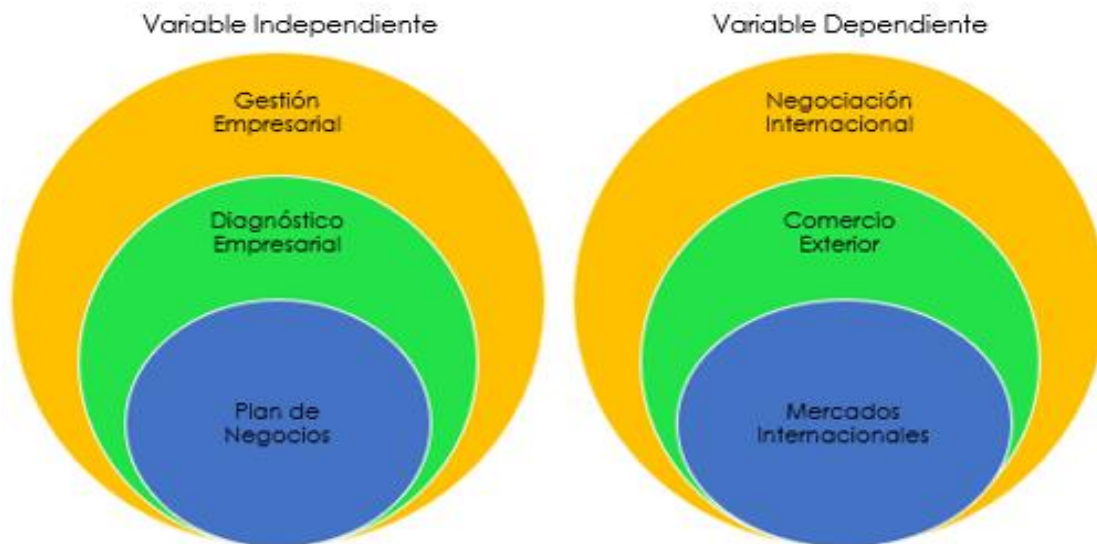 Variable Independiente
Gestión
Empresarial
Diagnóstico
Empresarial
Plan de
Negocios
Variable Dependiente
Negociación
Internacional
Comercio
Exterior
Mercados
Internacionales